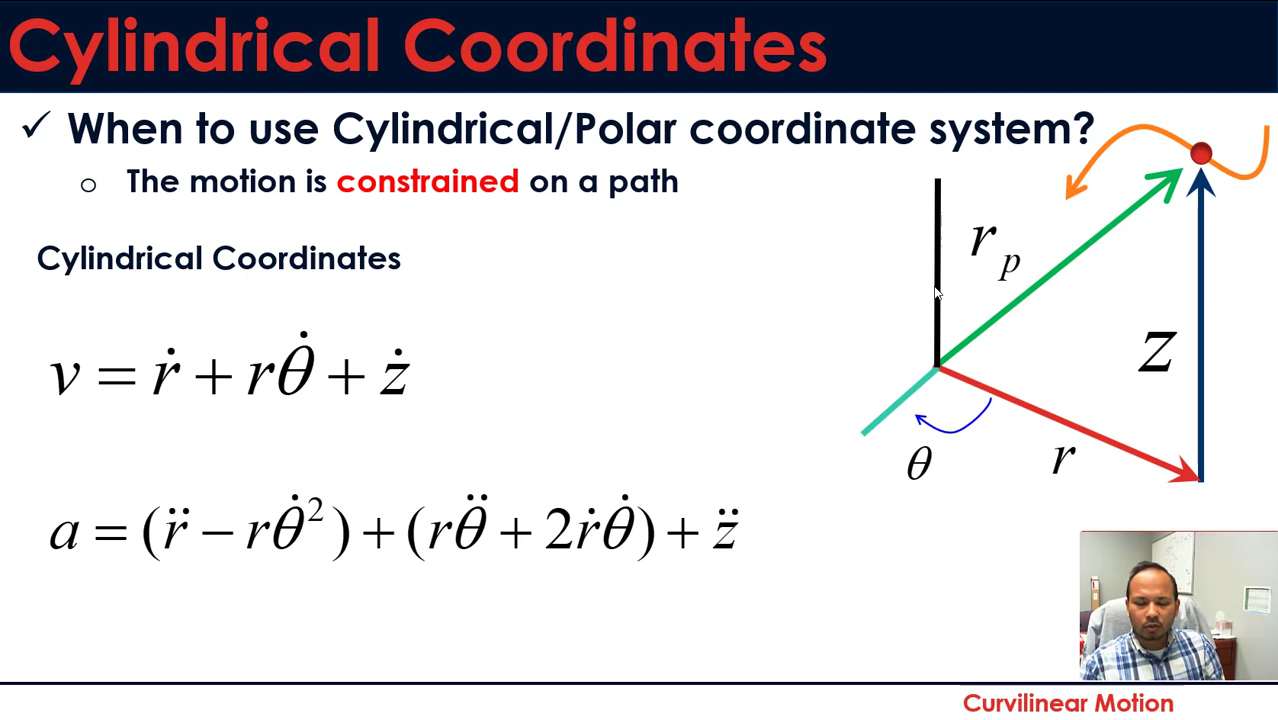 Cylindrical Coordinates
✓ When to use Cylindrical/Polar coordinate system?
o The motion is constrained on a path
Cylindrical Coordinates
v = ṙ + rθ̇ + ż
a = (r̈ − rθ̇²) + (rθ̈ + 2ṙθ̇) + z̈
r_p
z
θ
r
Curvilinear Motion